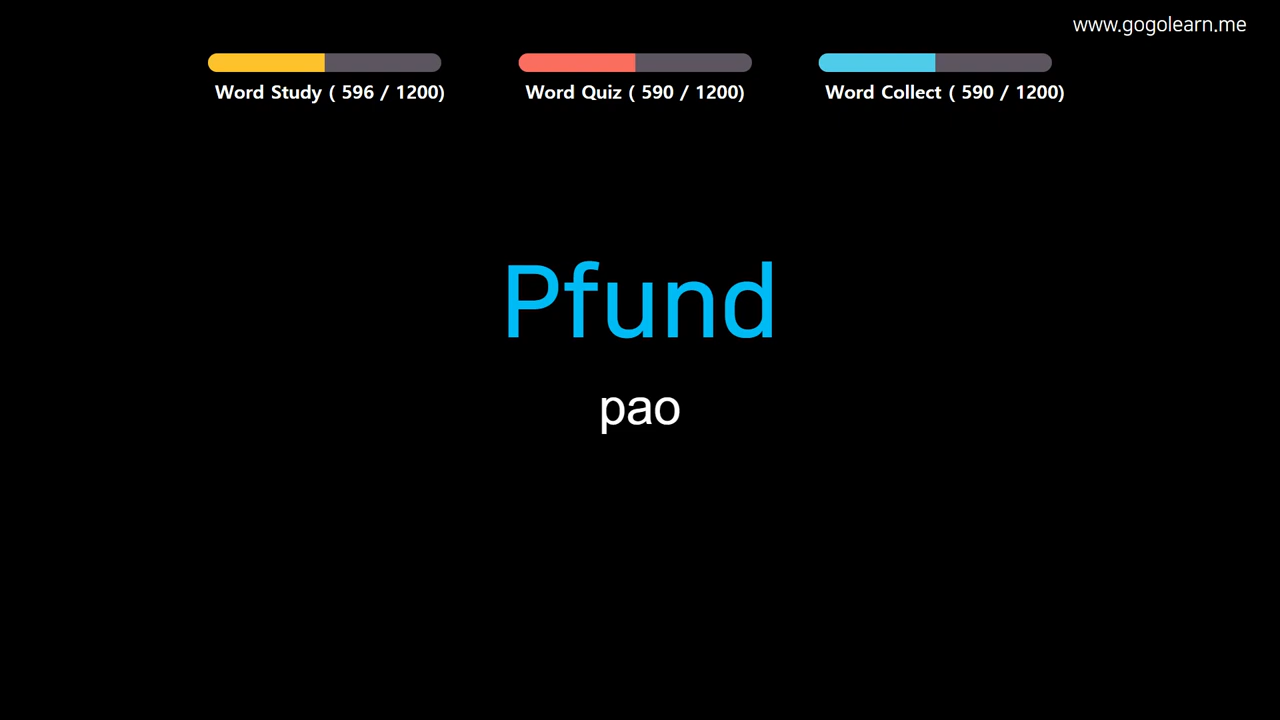 www.gogolearn.me
Word Study ( 596 / 1200)
Word Quiz ( 590 / 1200)
Word Collect ( 590 / 1200)
Pfund
pao